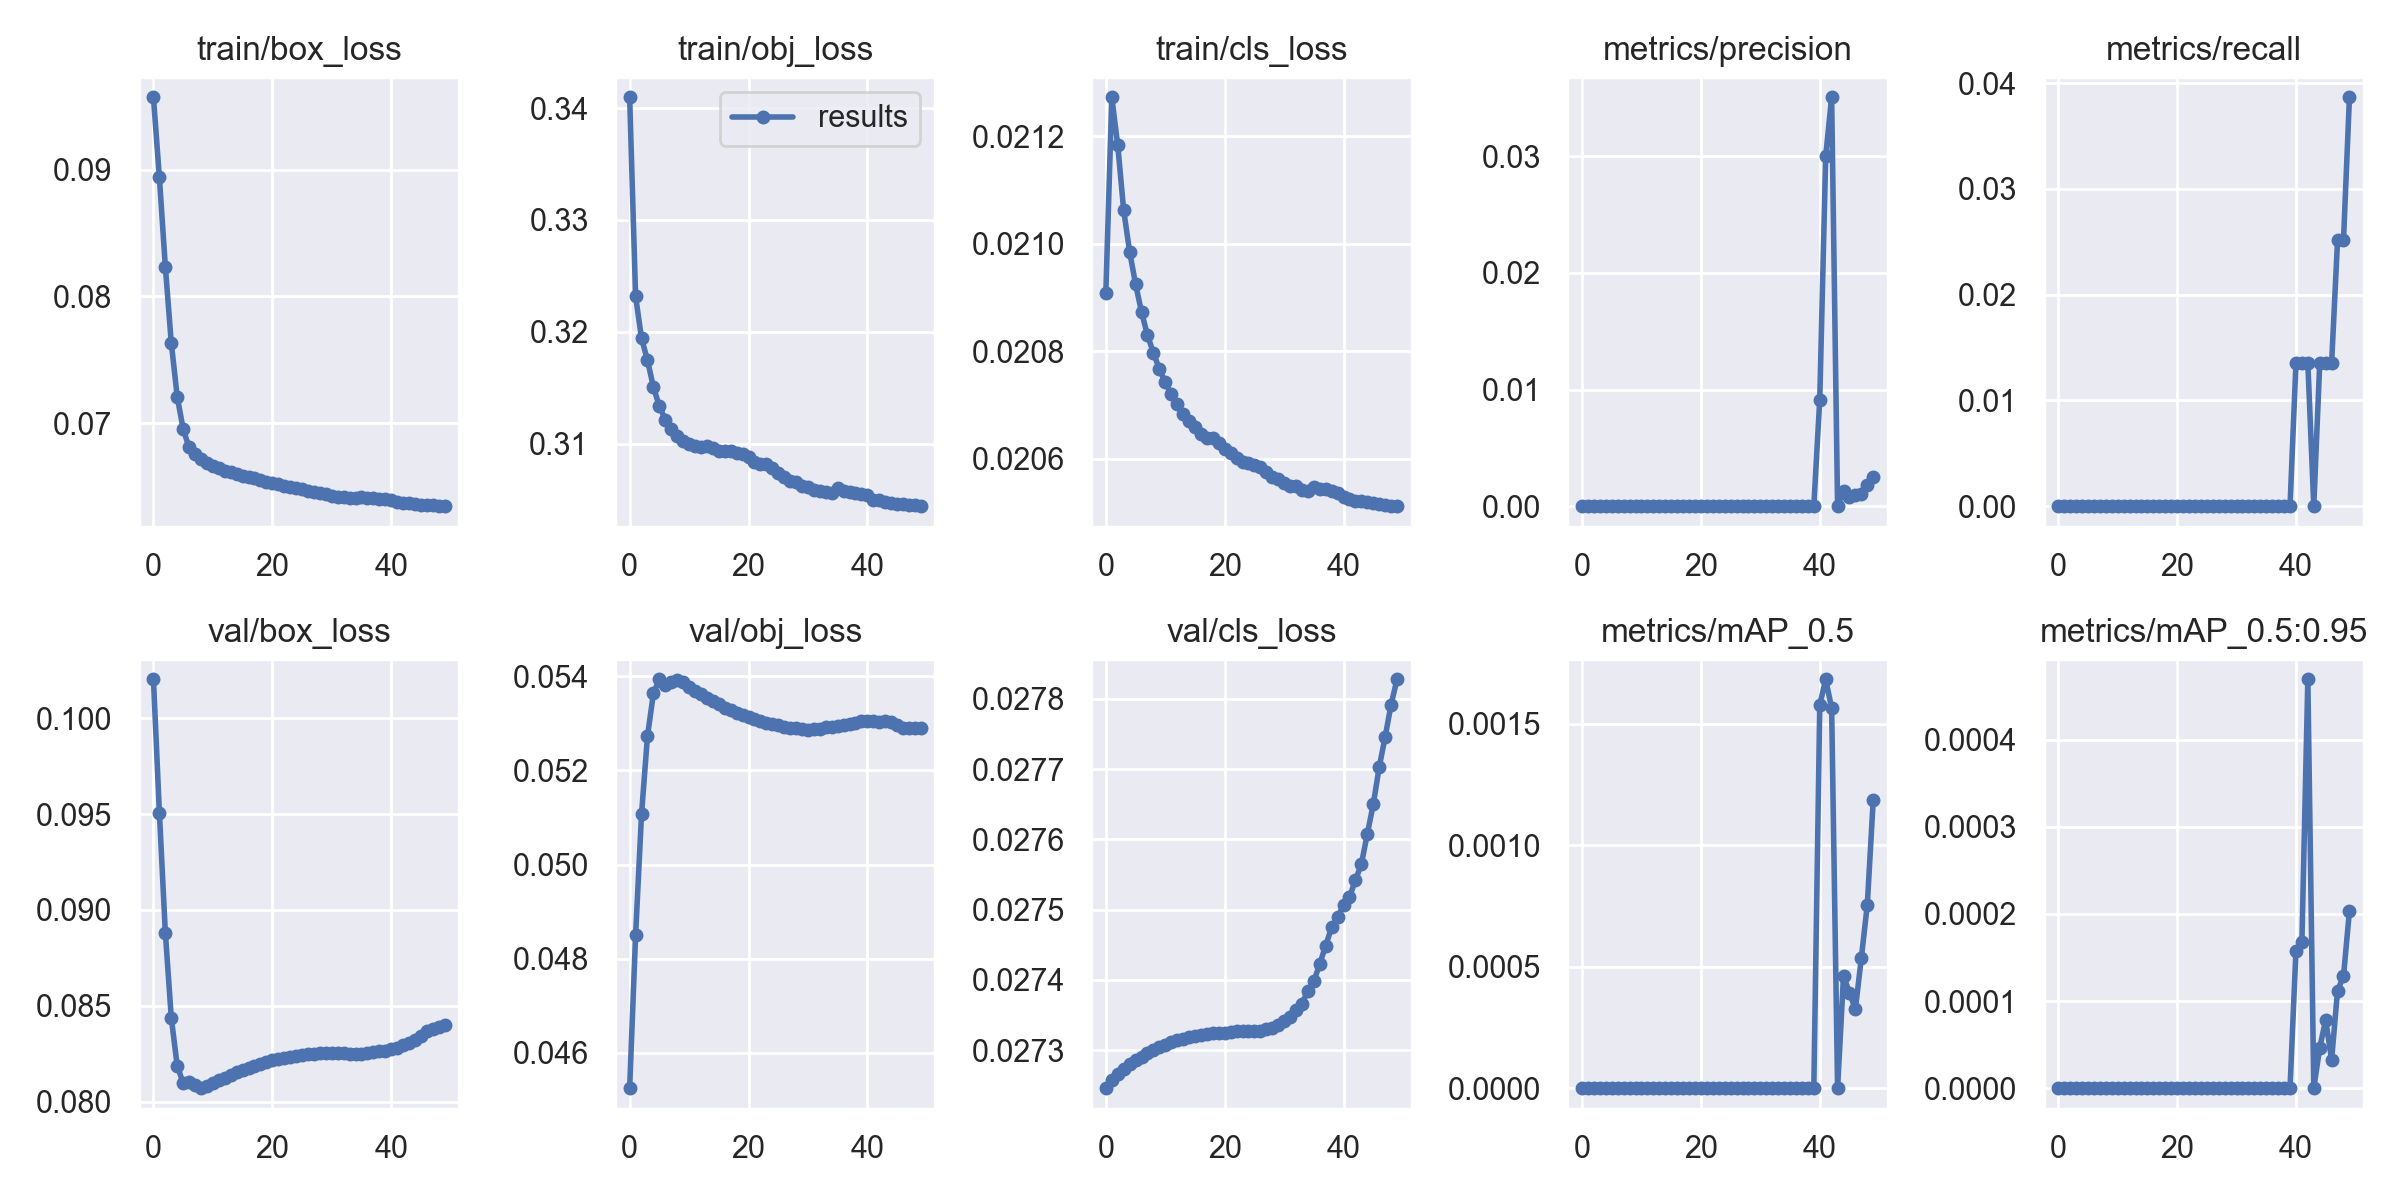 train/box_loss
0.09
0.08
0.07
0 20 40
train/obj_loss
results
0.34
0.33
0.32
0.31
0 20 40
train/cls_loss
0.0212
0.0210
0.0208
0.0206
0 20 40
metrics/precision
0.03
0.02
0.01
0.00
0 20 40
metrics/recall
0.04
0.03
0.02
0.01
0.00
0 20 40
val/box_loss
0.100
0.095
0.090
0.085
0.080
0 20 40
val/obj_loss
0.054
0.052
0.050
0.048
0.046
0 20 40
val/cls_loss
0.0278
0.0277
0.0276
0.0275
0.0274
0.0273
0 20 40
metrics/mAP_0.5
0.0015
0.0010
0.0005
0.0000
0 20 40
metrics/mAP_0.5:0.95
0.0004
0.0003
0.0002
0.0001
0.0000
0 20 40